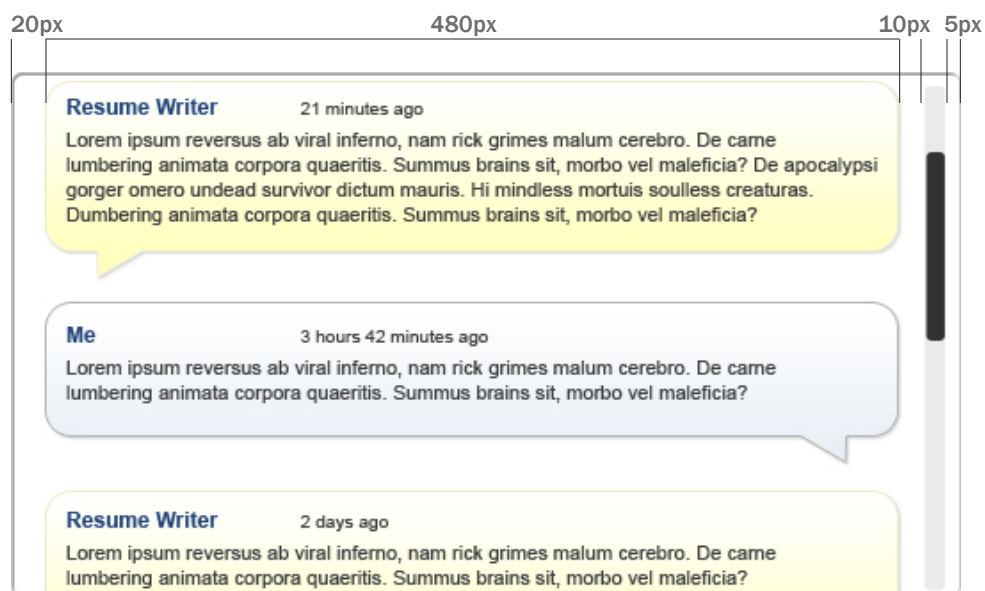 20px 480px 10px 5px
Resume Writer 21 minutes ago
Lorem ipsum reversus ab viral inferno, nam rick grimes malum cerebro. De carne
lumbering animata corpora quaeritis. Summus brains sit, morbo vel maleficia? De apocalypsi
gorger omero undead survivor dictum mauris. Hi mindless mortuis soulless creaturas.
Dumbering animata corpora quaeritis. Summus brains sit, morbo vel maleficia?
Me 3 hours 42 minutes ago
Lorem ipsum reversus ab viral inferno, nam rick grimes malum cerebro. De carne
lumbering animata corpora quaeritis. Summus brains sit, morbo vel maleficia?
Resume Writer 2 days ago
Lorem ipsum reversus ab viral inferno, nam rick grimes malum cerebro. De carne
lumbering animata corpora quaeritis. Summus brains sit, morbo vel maleficia?